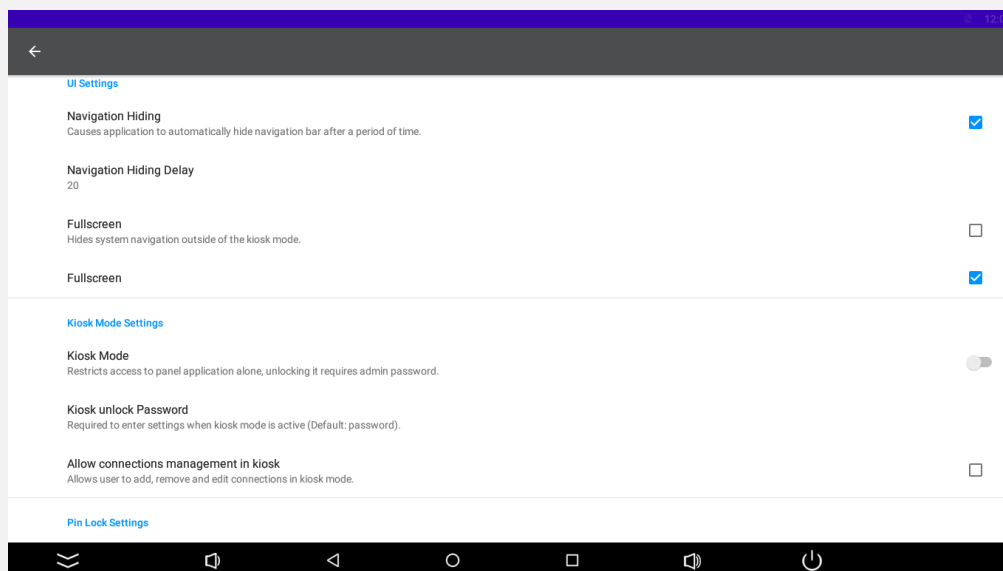 UI Settings
Navigation Hiding
Causes application to automatically hide navigation bar after a period of time.
Navigation Hiding Delay
20
Fullscreen
Hides system navigation outside of the kiosk mode.
Fullscreen
Kiosk Mode Settings
Kiosk Mode
Restricts access to panel application alone, unlocking it requires admin password.
Kiosk unlock Password
Required to enter settings when kiosk mode is active (Default: password).
Allow connections management in kiosk
Allows user to add, remove and edit connections in kiosk mode.
Pin Lock Settings